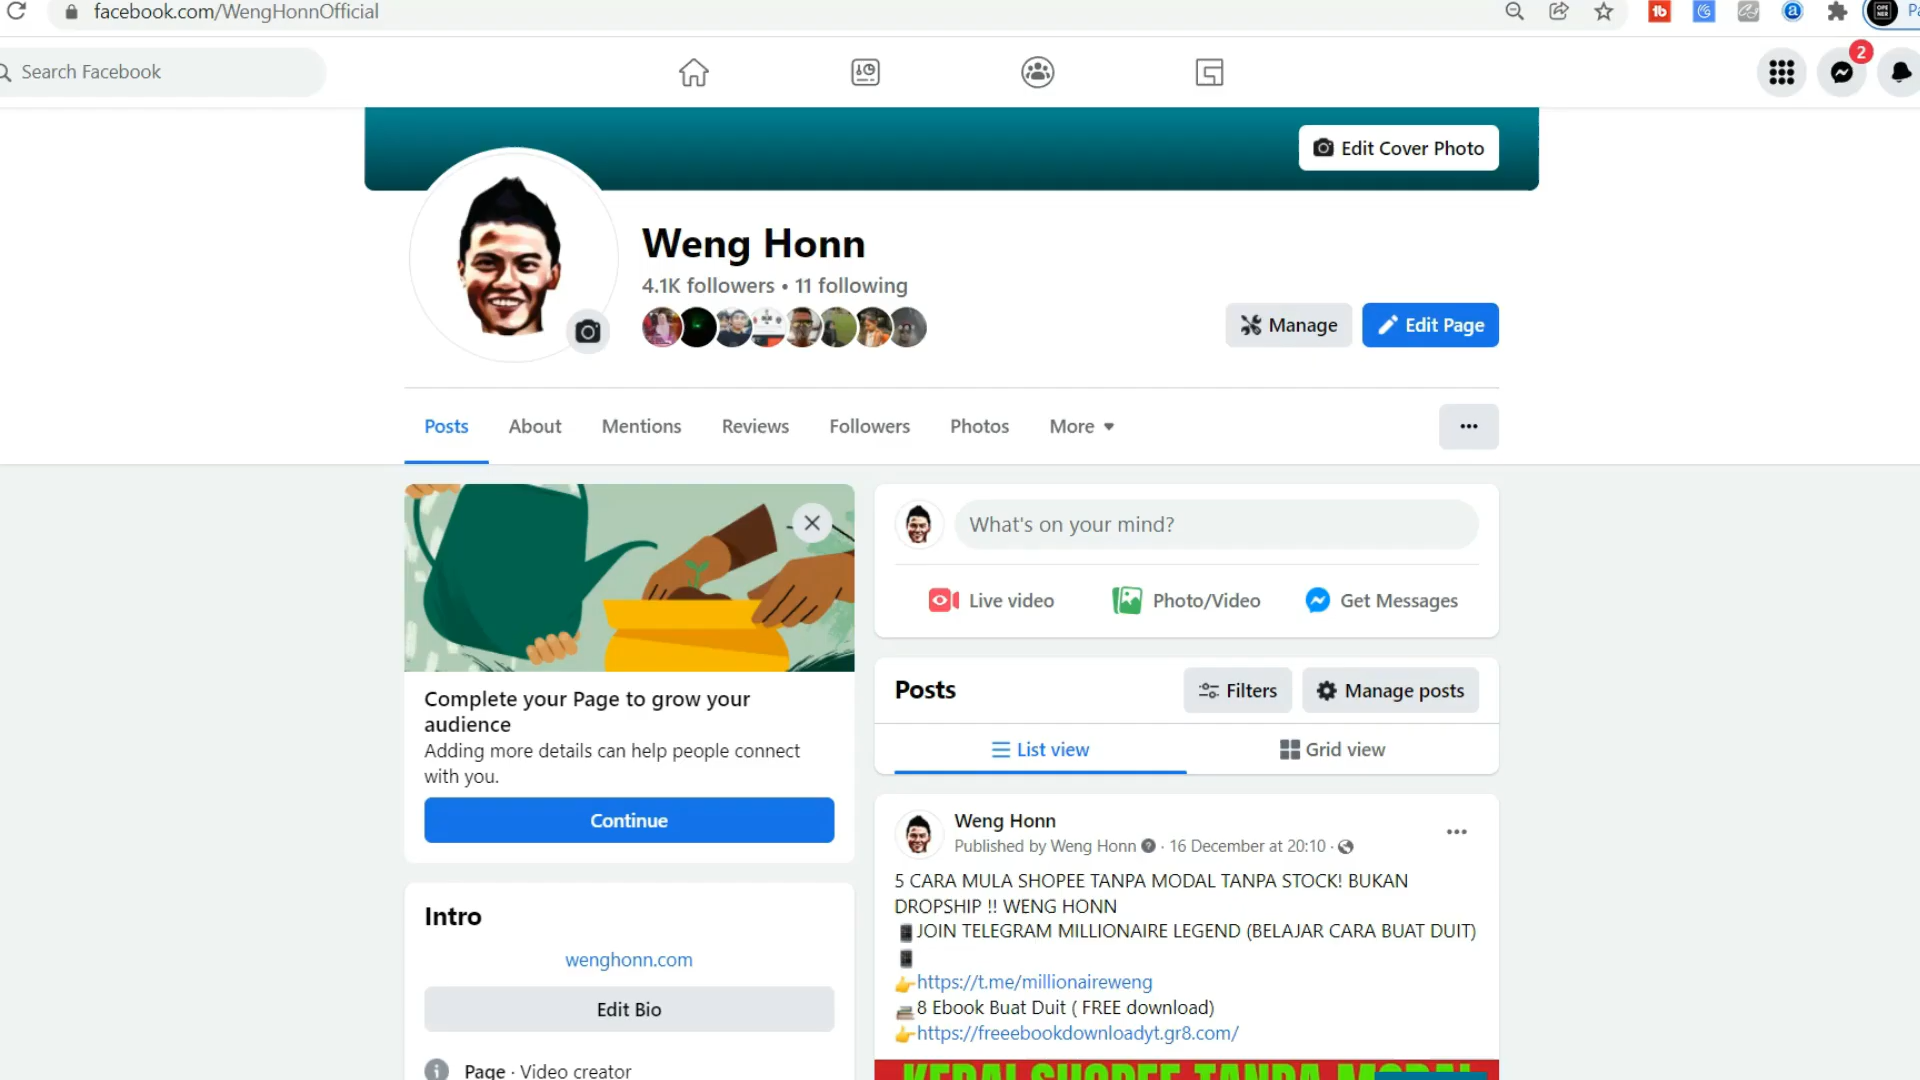 facebook.com/WengHonnOfficial
Search Facebook
2
Edit Cover Photo
Weng Honn
4.1K followers • 11 following
Manage
Edit Page
Posts
About
Mentions
Reviews
Followers
Photos
More
What's on your mind?
Live video
Photo/Video
Get Messages
Complete your Page to grow your
audience
Adding more details can help people connect
with you.
Continue
Posts
Filters
Manage posts
List view
Grid view
Intro
wenghonn.com
Edit Bio
Page · Video creator
Weng Honn
Published by Weng Honn · 16 December at 20:10 ·
5 CARA MULA SHOPEE TANPA MODAL TANPA STOCK! BUKAN
DROPSHIP !! WENG HONN
JOIN TELEGRAM MILLIONAIRE LEGEND (BELAJAR CARA BUAT DUIT)
https://t.me/millionaireweng
8 Ebook Buat Duit ( FREE download)
https://freeebookdownloadyt.gr8.com/
KEDAI SHOPEE TANPA MODAL